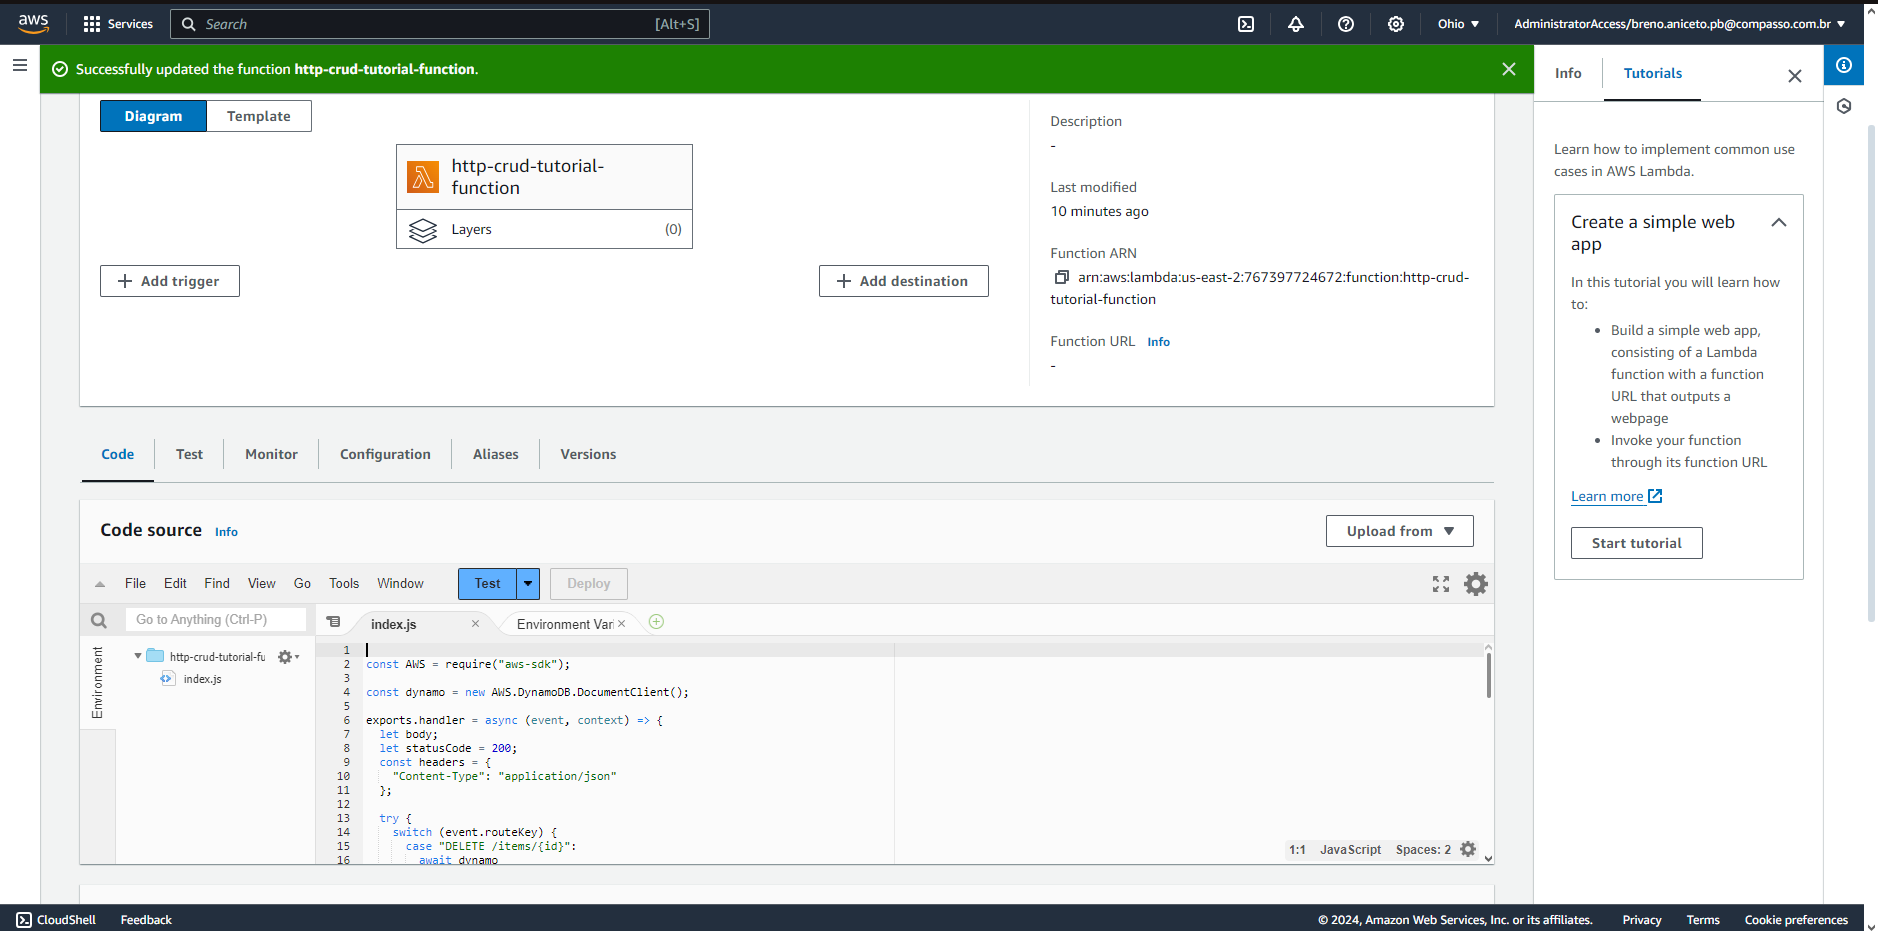 aws
Services
Search
[Alt+S]
Ohio
AdministratorAccess/breno.aniceto.pb@compasso.com.br
Successfully updated the function http-crud-tutorial-function.
Diagram
Template
http-crud-tutorial-
function
Layers
(0)
Add trigger
Add destination
Description
-
Last modified
10 minutes ago
Function ARN
arn:aws:lambda:us-east-2:767397724672:function:http-crud-
tutorial-function
Function URL Info
-
Code
Test
Monitor
Configuration
Aliases
Versions
Code source Info
Upload from
File
Edit
Find
View
Go
Tools
Window
Test
Deploy
Go to Anything (Ctrl-P)
index.js
Environment Vari
Environment
http-crud-tutorial-fu
index.js
1
2 const AWS = require("aws-sdk");
3
4 const dynamo = new AWS.DynamoDB.DocumentClient();
5
6 exports.handler = async (event, context) => {
7 let body;
8 let statusCode = 200;
9 const headers = {
10 "Content-Type": "application/json"
11 };
12
13 try {
14 switch (event.routeKey) {
15 case "DELETE /items/{id}":
16 await dynamo
1:1 JavaScript Spaces: 2
Info
Tutorials
Learn how to implement common use
cases in AWS Lambda.
Create a simple web
app
In this tutorial you will learn how
to:
• Build a simple web app,
consisting of a Lambda
function with a function
URL that outputs a
webpage
• Invoke your function
through its function URL
Learn more
Start tutorial
CloudShell
Feedback
© 2024, Amazon Web Services, Inc. or its affiliates.
Privacy
Terms
Cookie preferences